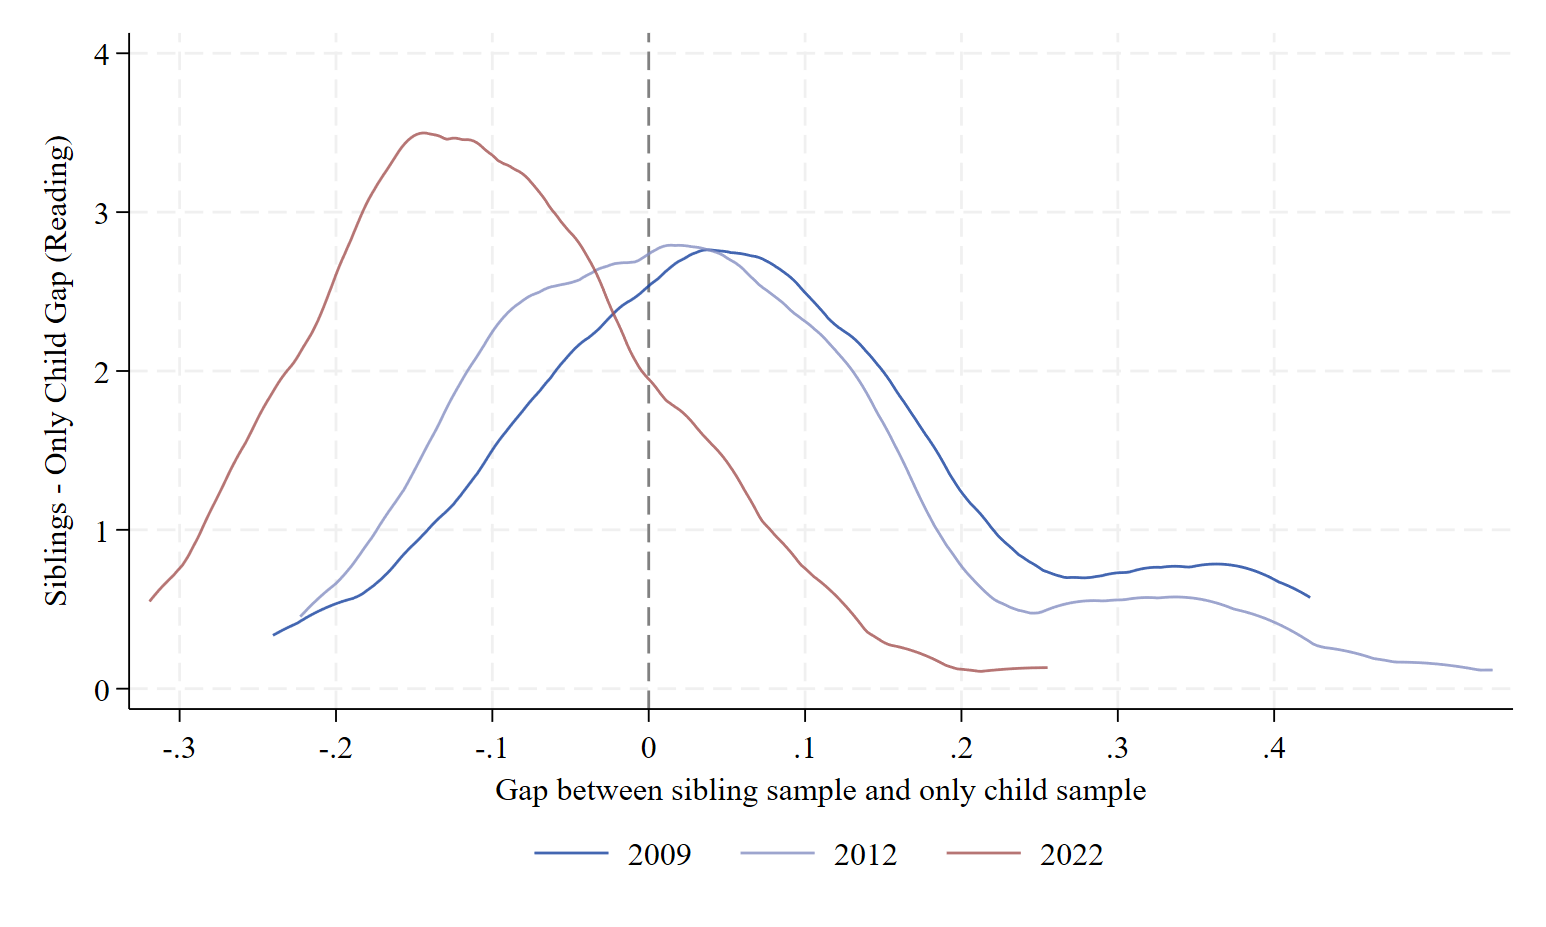 Siblings - Only Child Gap (Reading)
4
3
2
1
0
-.3 -.2 -.1 0 .1 .2 .3 .4
Gap between sibling sample and only child sample
2009 2012 2022